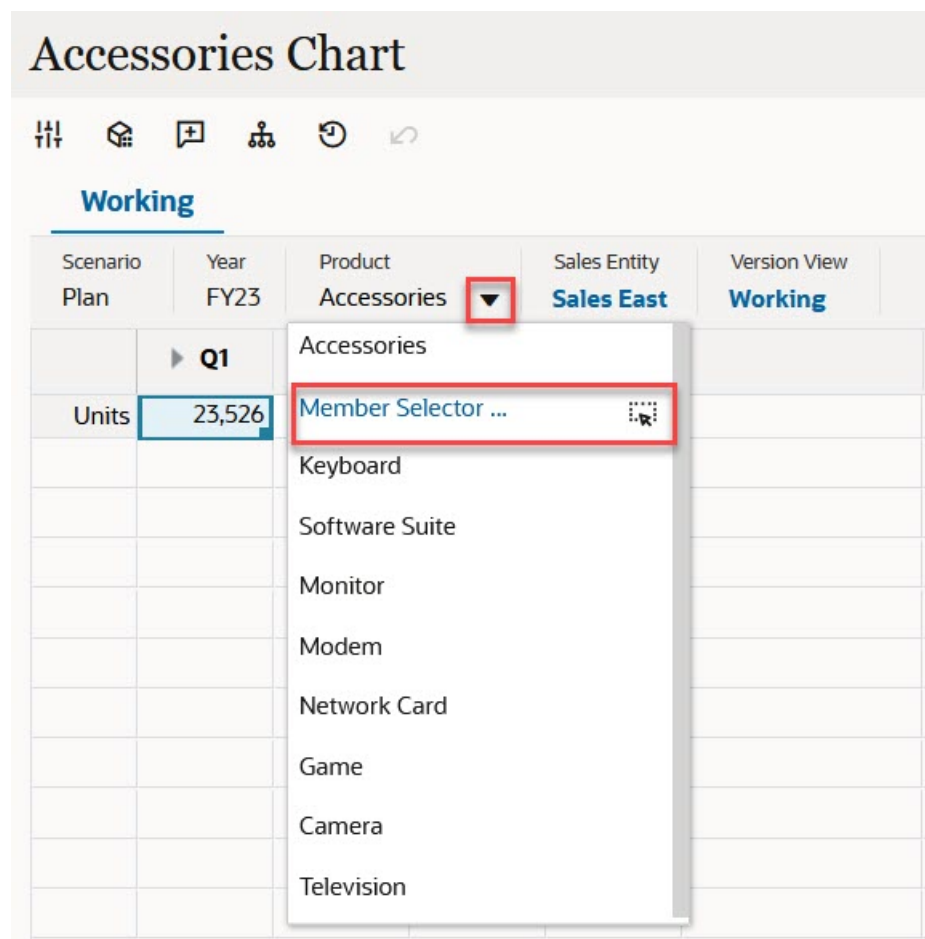 Accessories Chart
Working
Scenario Year Product Sales Entity Version View
Plan FY23 Accessories Sales East Working
Q1
Units 23,526
Accessories
Member Selector ...
Keyboard
Software Suite
Monitor
Modem
Network Card
Game
Camera
Television